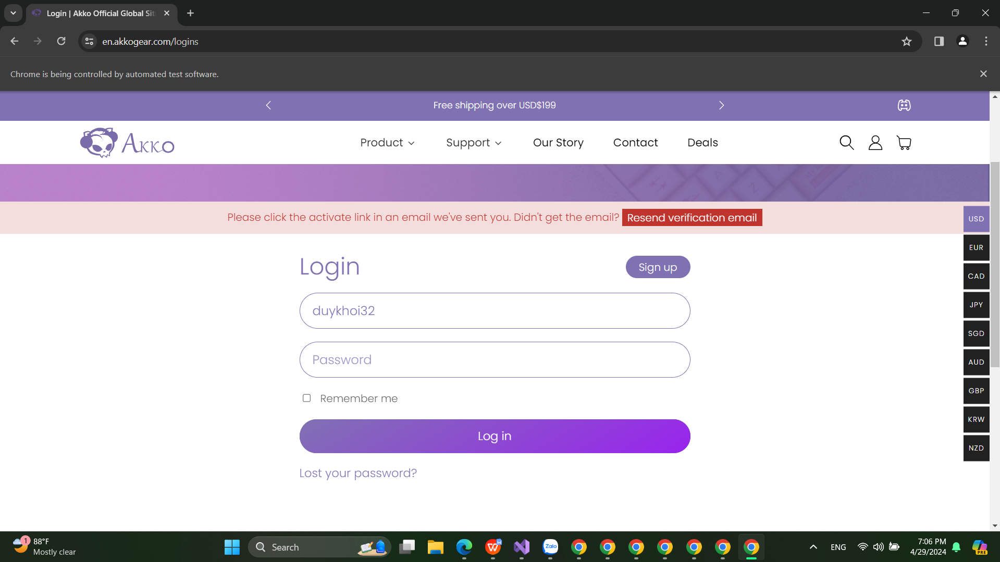 Login | Akko Official Global Sit
en.akkogear.com/logins
Chrome is being controlled by automated test software.
Free shipping over USD$199
AKKO
Product
Support
Our Story
Contact
Deals
Please click the activate link in an email we've sent you. Didn't get the email? Resend verification email
USD
EUR
CAD
JPY
SGD
AUD
GBP
KRW
NZD
Login
Sign up
duykhoi32
Password
Remember me
Log in
Lost your password?
1
88°F
Mostly clear
Search
W
Zalo
ENG
7:06 PM
4/29/2024
PRE